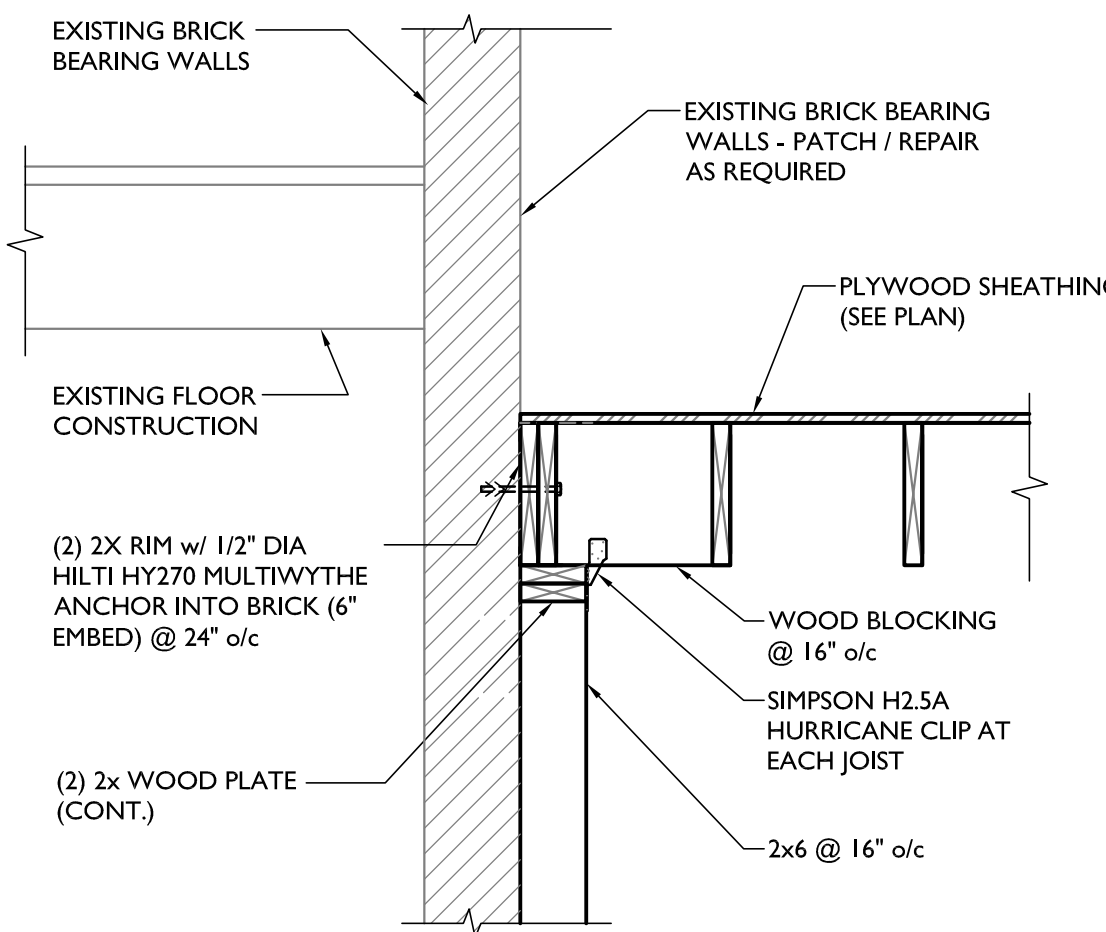 EXISTING BRICK
BEARING WALLS
EXISTING BRICK BEARING
WALLS - PATCH / REPAIR
AS REQUIRED
PLYWOOD SHEATHING
(SEE PLAN)
EXISTING FLOOR
CONSTRUCTION
(2) 2X RIM w/ 1/2" DIA
HILTI HY270 MULTIWYTHE
ANCHOR INTO BRICK (6"
EMBED) @ 24" o/c
WOOD BLOCKING
@ 16" o/c
SIMPSON H2.5A
HURRICANE CLIP AT
EACH JOIST
(2) 2x WOOD PLATE
(CONT.)
2x6 @ 16" o/c